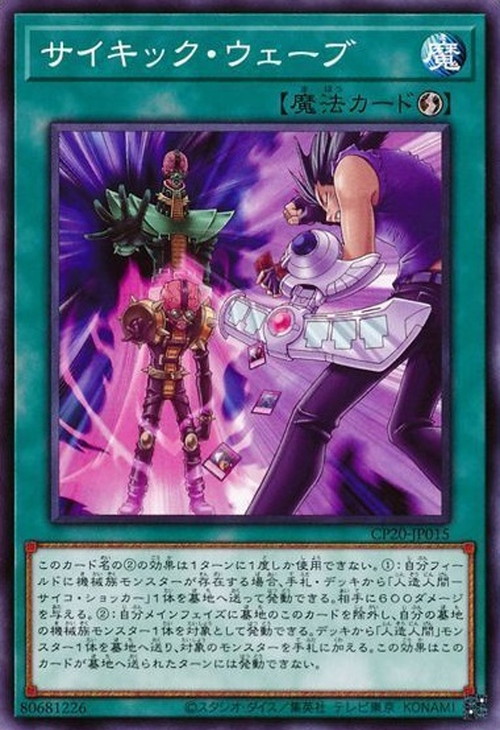 サイキック・ウェーブ
魔
【魔法カード】
CP20-JP015
このカード名の②の効果は1ターンに1度しか使用できない。①:自分フィー
ルドに機械族モンスターが存在する場合、手札・デッキから「人造人間－
サイコ・ショッカー」1体を墓地へ送って発動できる。相手に600ダメージ
を与える。②:自分メインフェイズに墓地のこのカードを除外し、自分の墓地
の機械族モンスター1体を対象として発動できる。デッキから「人造人間」モン
スター1体を墓地へ送り、対象のモンスターを手札に加える。この効果はこの
カードが墓地へ送られたターンには発動できない。
80681226 ©スタジオ・ダイス/集英社 テレビ東京 KONAMI